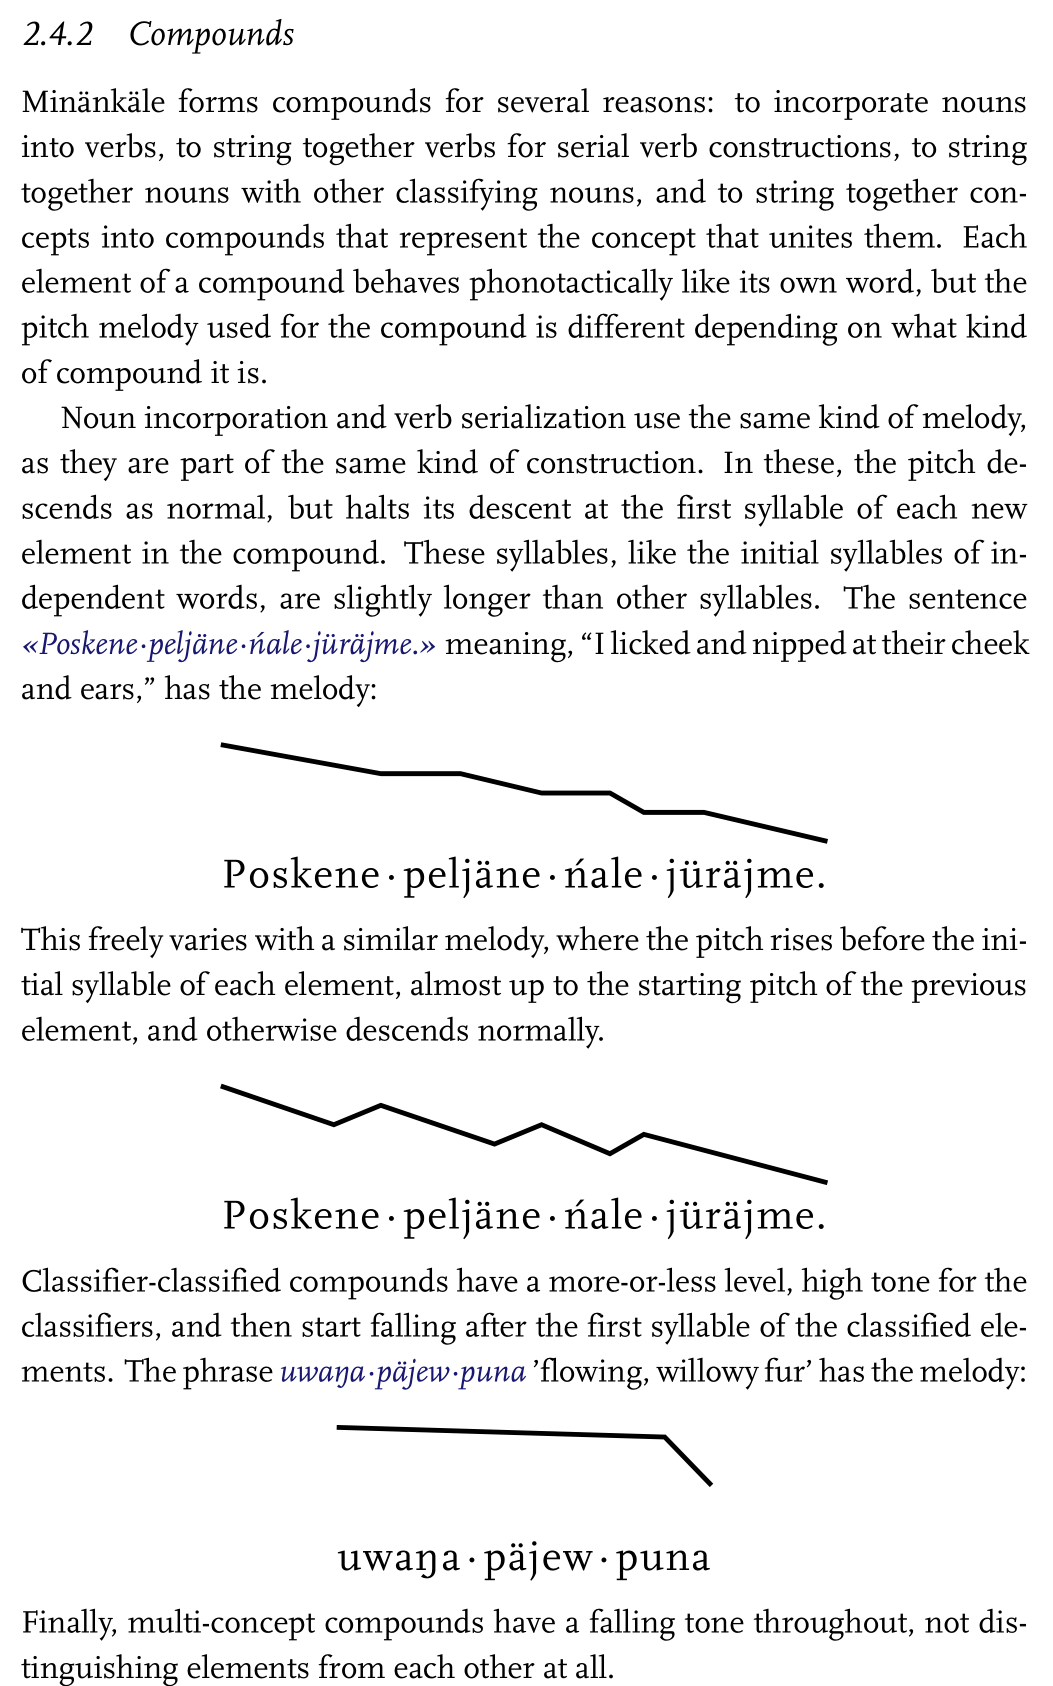 2.4.2 Compounds
Minänkäle forms compounds for several reasons: to incorporate nouns
into verbs, to string together verbs for serial verb constructions, to string
together nouns with other classifying nouns, and to string together con-
cepts into compounds that represent the concept that unites them. Each
element of a compound behaves phonotactically like its own word, but the
pitch melody used for the compound is different depending on what kind
of compound it is.
Noun incorporation and verb serialization use the same kind of melody,
as they are part of the same kind of construction. In these, the pitch de-
scends as normal, but halts its descent at the first syllable of each new
element in the compound. These syllables, like the initial syllables of in-
dependent words, are slightly longer than other syllables. The sentence
«Poskene·peljäne·ńale·jüräjme.» meaning, “I licked and nipped at their cheek
and ears,” has the melody:
Poskene·peljäne·ńale·jüräjme.
This freely varies with a similar melody, where the pitch rises before the ini-
tial syllable of each element, almost up to the starting pitch of the previous
element, and otherwise descends normally.
Poskene·peljäne·ńale·jüräjme.
Classifier-classified compounds have a more-or-less level, high tone for the
classifiers, and then start falling after the first syllable of the classified ele-
ments. The phrase uwaŋa·päjew·puna ’flowing, willowy fur’ has the melody:
uwaŋa·päjew·puna
Finally, multi-concept compounds have a falling tone throughout, not dis-
tinguishing elements from each other at all.